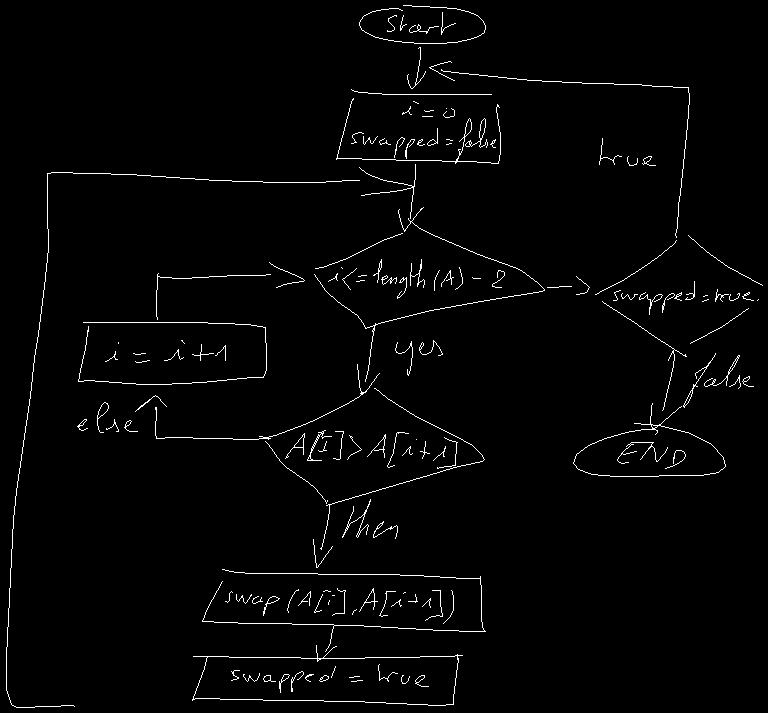 Start
i=0
swapped=false
true
i<=length(A)-2
swapped=true.
i = i+1
yes
false
else
A[I]>A[i+1]
END
then
swap(A[i],A[i+1])
swapped = true